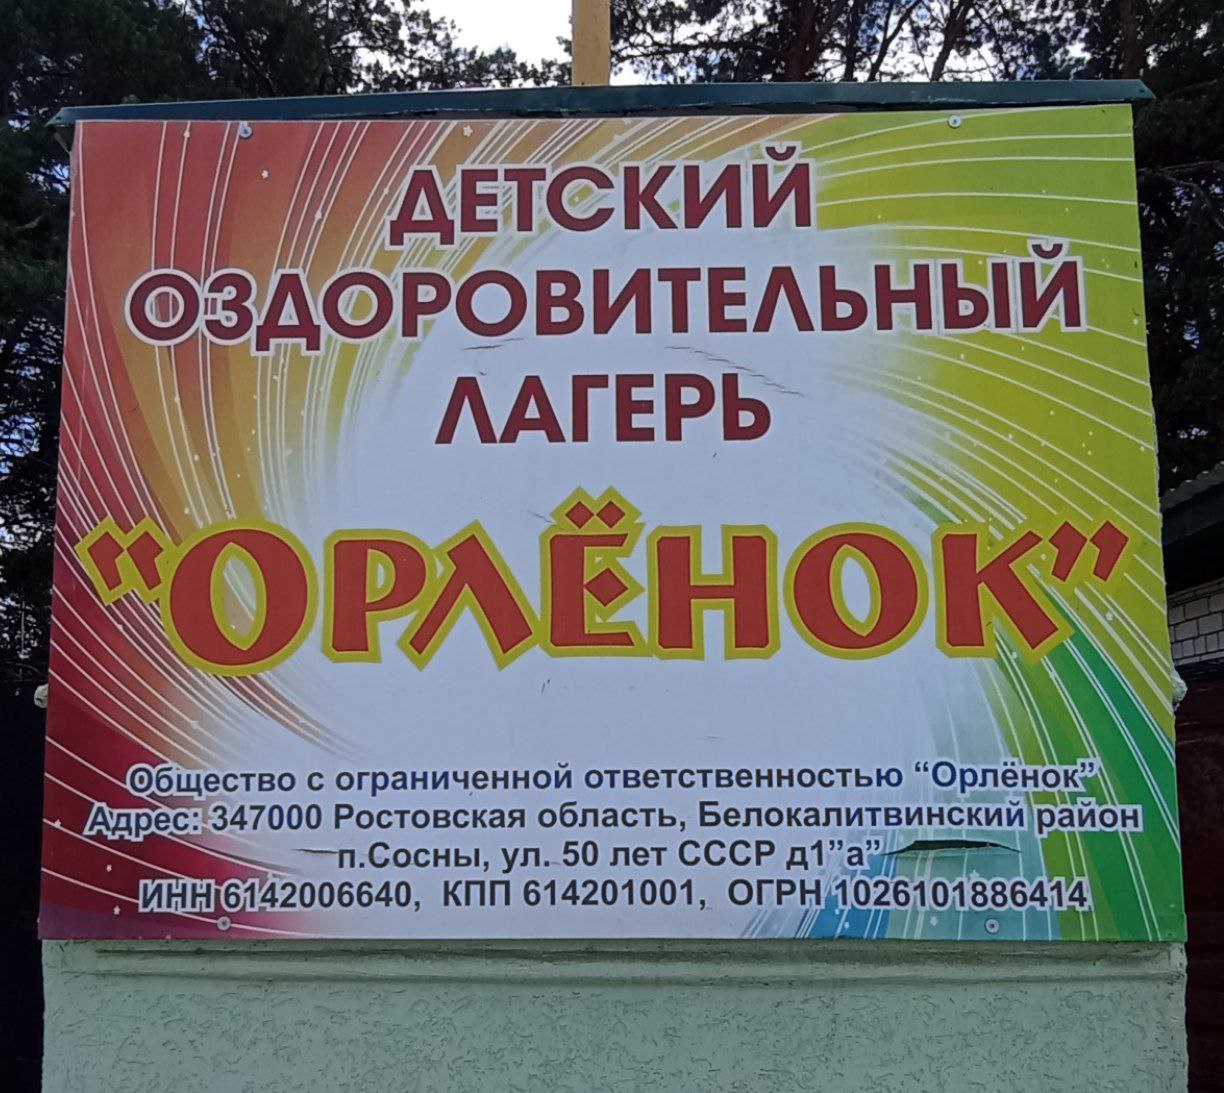 ДЕТСКИЙ
ОЗДОРОВИТЕЛЬНЫЙ
ЛАГЕРЬ
"ОРЛЁНОК"
Общество с ограниченной ответственностью “Орлёнок”
Адрес: 347000 Ростовская область, Белокалитвинский район
п.Сосны, ул. 50 лет СССР д1”а”
ИНН 6142006640, КПП 614201001, ОГРН 1026101886414